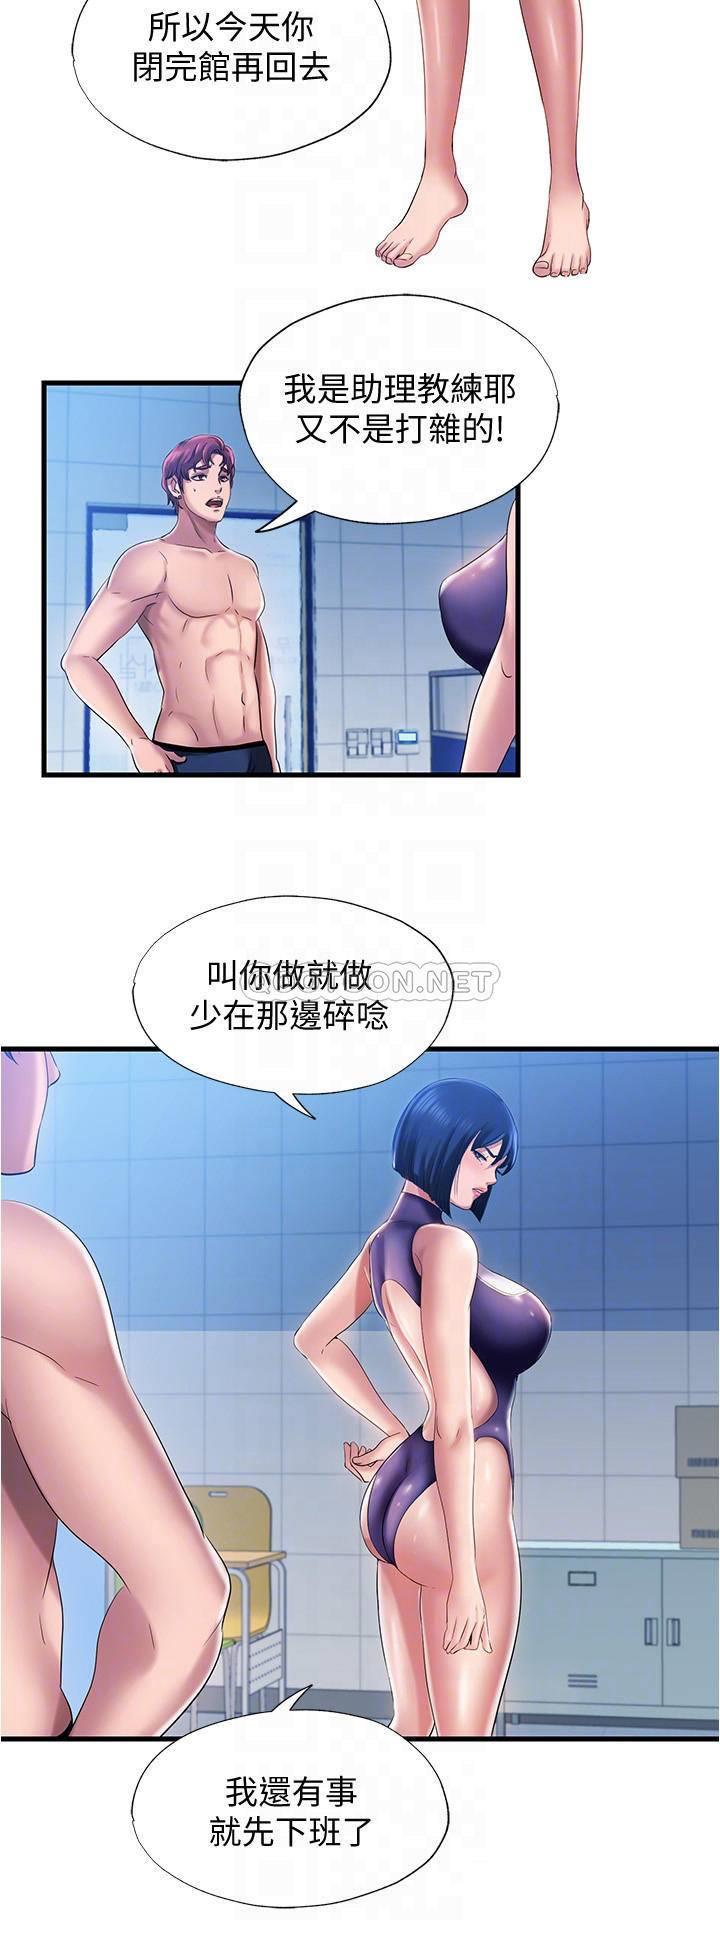 所以今天你
閉完館再回去
我是助理教練耶
又不是打雜的!
叫你做就做
少在那邊碎唸
我還有事
就先下班了